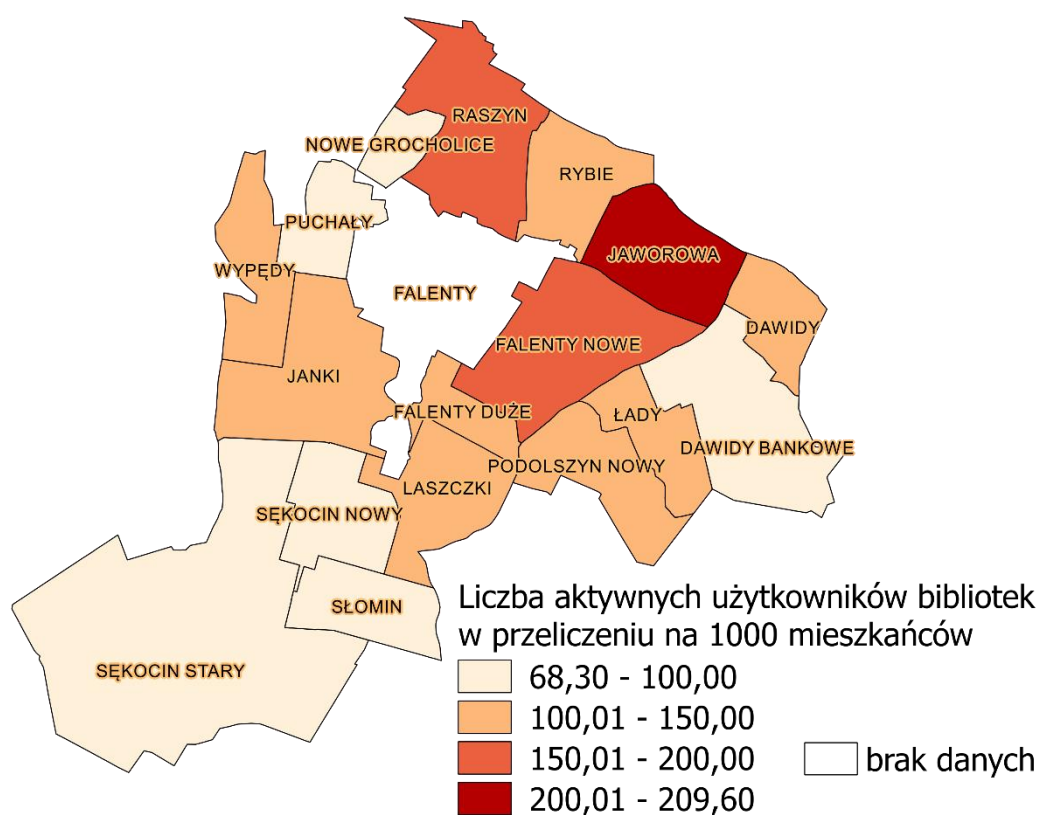 RASZYN
NOWE GROCHOLICE
RYBIE
PUCHAŁY
JAWOROWA
WYPĘDY
FALENTY
DAWIDY
FALENTY NOWE
JANKI
FALENTY DUŻE
ŁADY
DAWIDY BANKOWE
PODOLSZYN NOWY
LASZCZKI
SĘKOCIN NOWY
SŁOMIN
SĘKOCIN STARY
Liczba aktywnych użytkowników bibliotek
w przeliczeniu na 1000 mieszkańców
68,30 - 100,00
100,01 - 150,00
150,01 - 200,00
brak danych
200,01 - 209,60